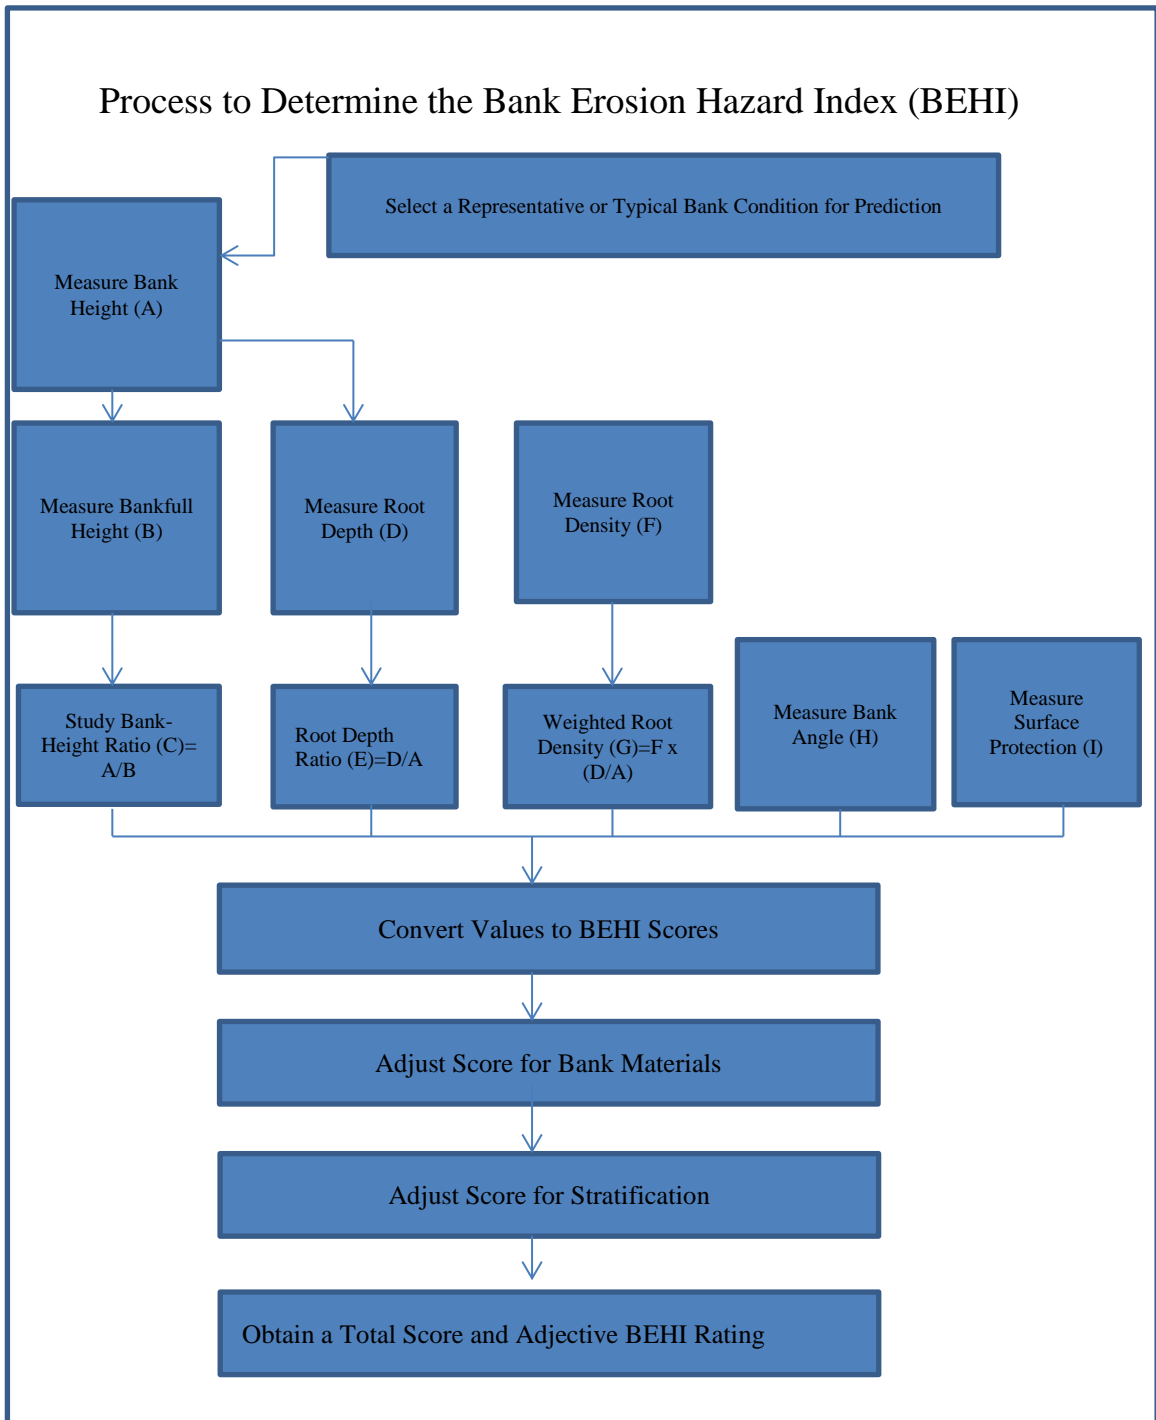 Process to Determine the Bank Erosion Hazard Index (BEHI)
Select a Representative or Typical Bank Condition for Prediction
Measure Bank
Height (A)
Measure Bankfull
Height (B)
Measure Root
Depth (D)
Measure Root
Density (F)
Study Bank-
Height Ratio (C)=
A/B
Root Depth
Ratio (E)=D/A
Weighted Root
Density (G)=F x
(D/A)
Measure Bank
Angle (H)
Measure
Surface
Protection (I)
Convert Values to BEHI Scores
Adjust Score for Bank Materials
Adjust Score for Stratification
Obtain a Total Score and Adjective BEHI Rating